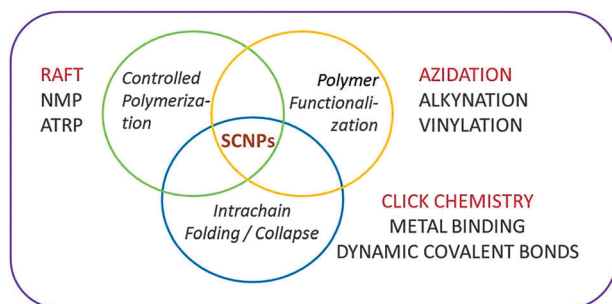 RAFT
NMP
ATRP
Controlled
Polymeriza-
tion
Polymer
Functionali-
zation
AZIDATION
ALKYNATION
VINYLATION
SCNPs
Intrachain
Folding / Collapse
CLICK CHEMISTRY
METAL BINDING
DYNAMIC COVALENT BONDS